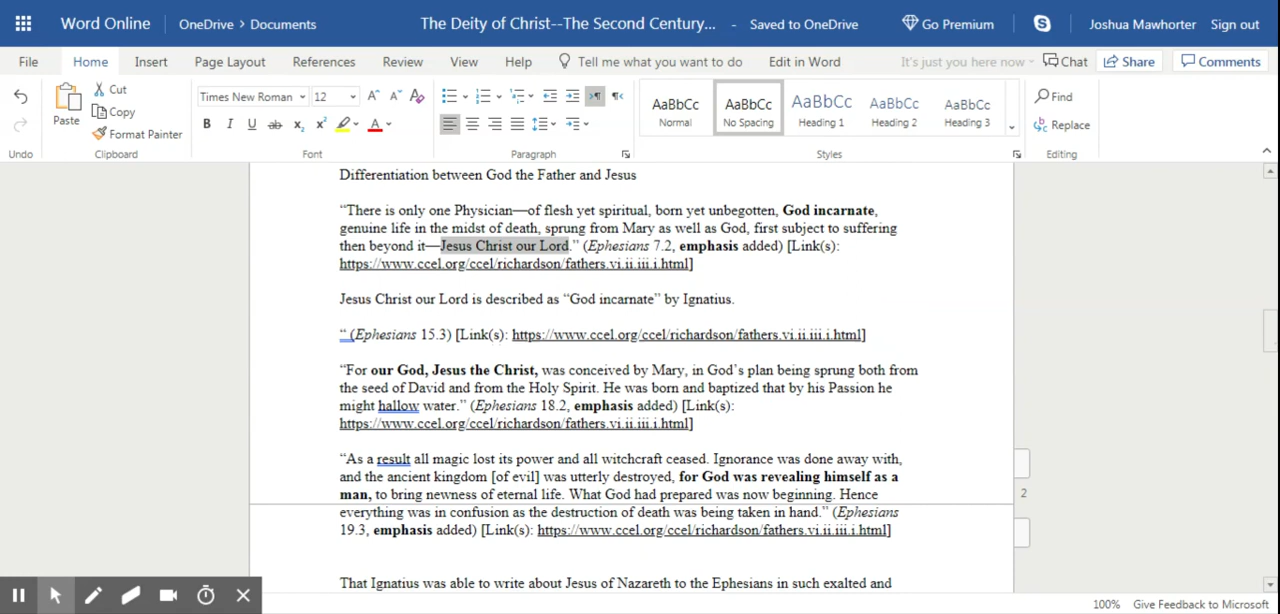 Word Online OneDrive > Documents The Deity of Christ--The Second Century... - Saved to OneDrive Go Premium Joshua Mawhorter Sign out
File Home Insert Page Layout References Review View Help Tell me what you want to do Edit in Word It's just you here now Chat Share Comments
Paste Cut Copy Format Painter Times New Roman 12 AaBbCc Normal AaBbCc No Spacing AaBbCc Heading 1 AaBbCc Heading 2 AaBbCc Heading 3 Find Replace
B I U ab x₂ x² A
Undo Clipboard Font Paragraph Styles Editing
Differentiation between God the Father and Jesus
“There is only one Physician—of flesh yet spiritual, born yet unbegotten, God incarnate,
genuine life in the midst of death, sprung from Mary as well as God, first subject to suffering
then beyond it—Jesus Christ our Lord.” (Ephesians 7.2, emphasis added) [Link(s):
https://www.ccel.org/ccel/richardson/fathers.vi.ii.iii.i.html]
Jesus Christ our Lord is described as “God incarnate” by Ignatius.
“ (Ephesians 15.3) [Link(s): https://www.ccel.org/ccel/richardson/fathers.vi.ii.iii.i.html]
“For our God, Jesus the Christ, was conceived by Mary, in God’s plan being sprung both from
the seed of David and from the Holy Spirit. He was born and baptized that by his Passion he
might hallow water.” (Ephesians 18.2, emphasis added) [Link(s):
https://www.ccel.org/ccel/richardson/fathers.vi.ii.iii.i.html]
“As a result all magic lost its power and all witchcraft ceased. Ignorance was done away with,
and the ancient kingdom [of evil] was utterly destroyed, for God was revealing himself as a
man, to bring newness of eternal life. What God had prepared was now beginning. Hence
2
everything was in confusion as the destruction of death was being taken in hand.” (Ephesians
19.3, emphasis added) [Link(s): https://www.ccel.org/ccel/richardson/fathers.vi.ii.iii.i.html]
That Ignatius was able to write about Jesus of Nazareth to the Ephesians in such exalted and
100% Give Feedback to Microsoft